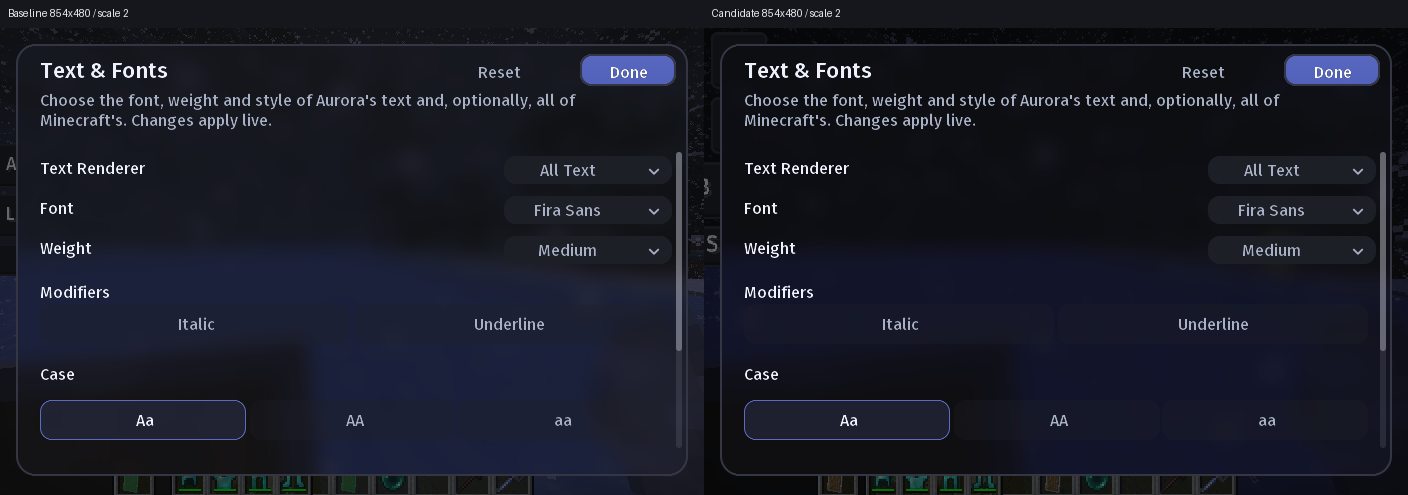 Baseline 854x480 / scale 2
Text & Fonts
Reset
Done
Choose the font, weight and style of Aurora's text and, optionally, all of
Minecraft's. Changes apply live.
Text Renderer
All Text
Font
Fira Sans
Weight
Medium
Modifiers
Italic
Underline
Case
Aa
AA
aa
Candidate 854x480 / scale 2
Text & Fonts
Reset
Done
Choose the font, weight and style of Aurora's text and, optionally, all of
Minecraft's. Changes apply live.
Text Renderer
All Text
Font
Fira Sans
Weight
Medium
Modifiers
Italic
Underline
Case
Aa
AA
aa